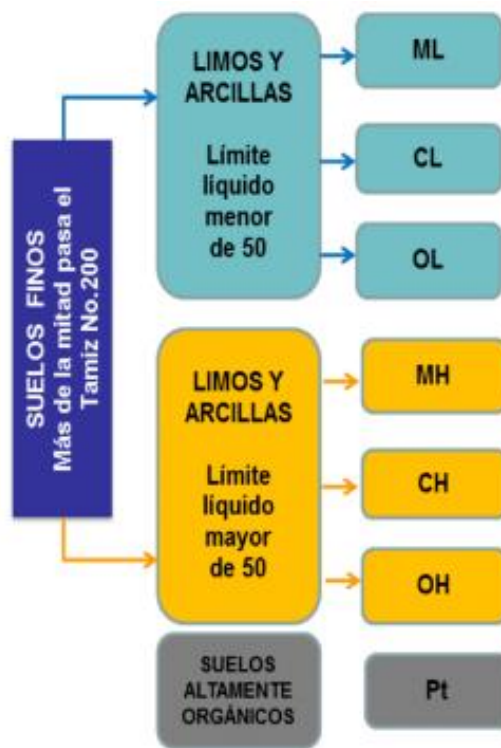 SUELOS FINOS
Más de la mitad pasa el
Tamiz No.200
LIMOS Y
ARCILLAS
Límite
líquido
menor
de 50
ML
CL
OL
LIMOS Y
ARCILLAS
Límite
líquido
mayor
de 50
MH
CH
OH
SUELOS
ALTAMENTE
ORGÁNICOS
Pt